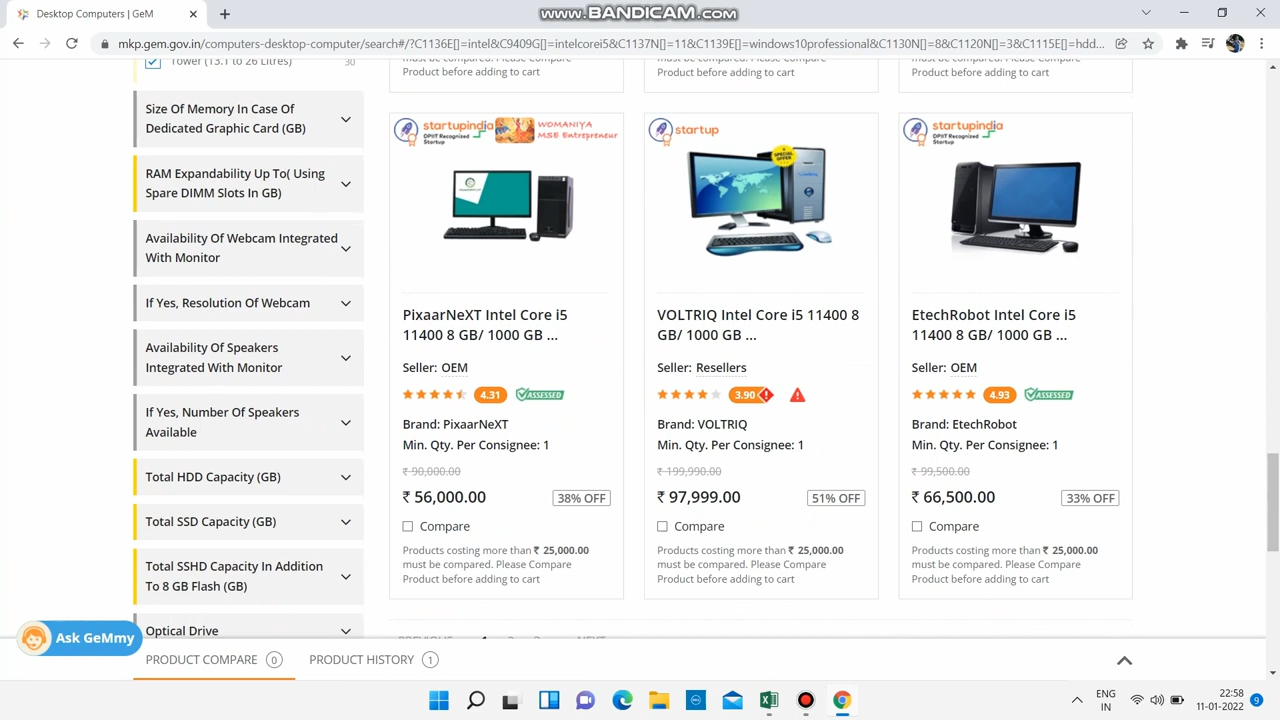 www.BANDICAM.com
Desktop Computers | GeM
mkp.gem.gov.in/computers-desktop-computer/search#/?C1136E[]=intel&C9409G[]=intelcorei5&C1137N[]=11&C1139E[]=windows10professional&C1130N[]=8&C1120N[]=3&C1115E[]=hdd...
Tower (13.1 to 26 Litres) 30
Size Of Memory In Case Of
Dedicated Graphic Card (GB)
RAM Expandability Up To( Using
Spare DIMM Slots In GB)
Availability Of Webcam Integrated
With Monitor
If Yes, Resolution Of Webcam
Availability Of Speakers
Integrated With Monitor
If Yes, Number Of Speakers
Available
Total HDD Capacity (GB)
Total SSD Capacity (GB)
Total SSHD Capacity In Addition
To 8 GB Flash (GB)
Optical Drive
must be compared. Please Compare
Product before adding to cart
must be compared. Please Compare
Product before adding to cart
must be compared. Please Compare
Product before adding to cart
startupindia
DPIIT Recognized
Startup
WOMANIYA
MSE Entrepreneur
PixaarNeXT Intel Core i5
11400 8 GB/ 1000 GB ...
Seller: OEM
4.31 ASSESSED
Brand: PixaarNeXT
Min. Qty. Per Consignee: 1
₹ 90,000.00
₹ 56,000.00 38% OFF
Compare
Products costing more than ₹ 25,000.00
must be compared. Please Compare
Product before adding to cart
startup
SPECIAL
OFFER
VOLTRIQ Intel Core i5 11400 8
GB/ 1000 GB ...
Seller: Resellers
3.90
Brand: VOLTRIQ
Min. Qty. Per Consignee: 1
₹ 199,990.00
₹ 97,999.00 51% OFF
Compare
Products costing more than ₹ 25,000.00
must be compared. Please Compare
Product before adding to cart
startupindia
DPIIT Recognized
Startup
EtechRobot Intel Core i5
11400 8 GB/ 1000 GB ...
Seller: OEM
4.93 ASSESSED
Brand: EtechRobot
Min. Qty. Per Consignee: 1
₹ 99,500.00
₹ 66,500.00 33% OFF
Compare
Products costing more than ₹ 25,000.00
must be compared. Please Compare
Product before adding to cart
Ask GeMmy
PRODUCT COMPARE 0 PRODUCT HISTORY 1
ENG
IN
22:58
11-01-2022
9